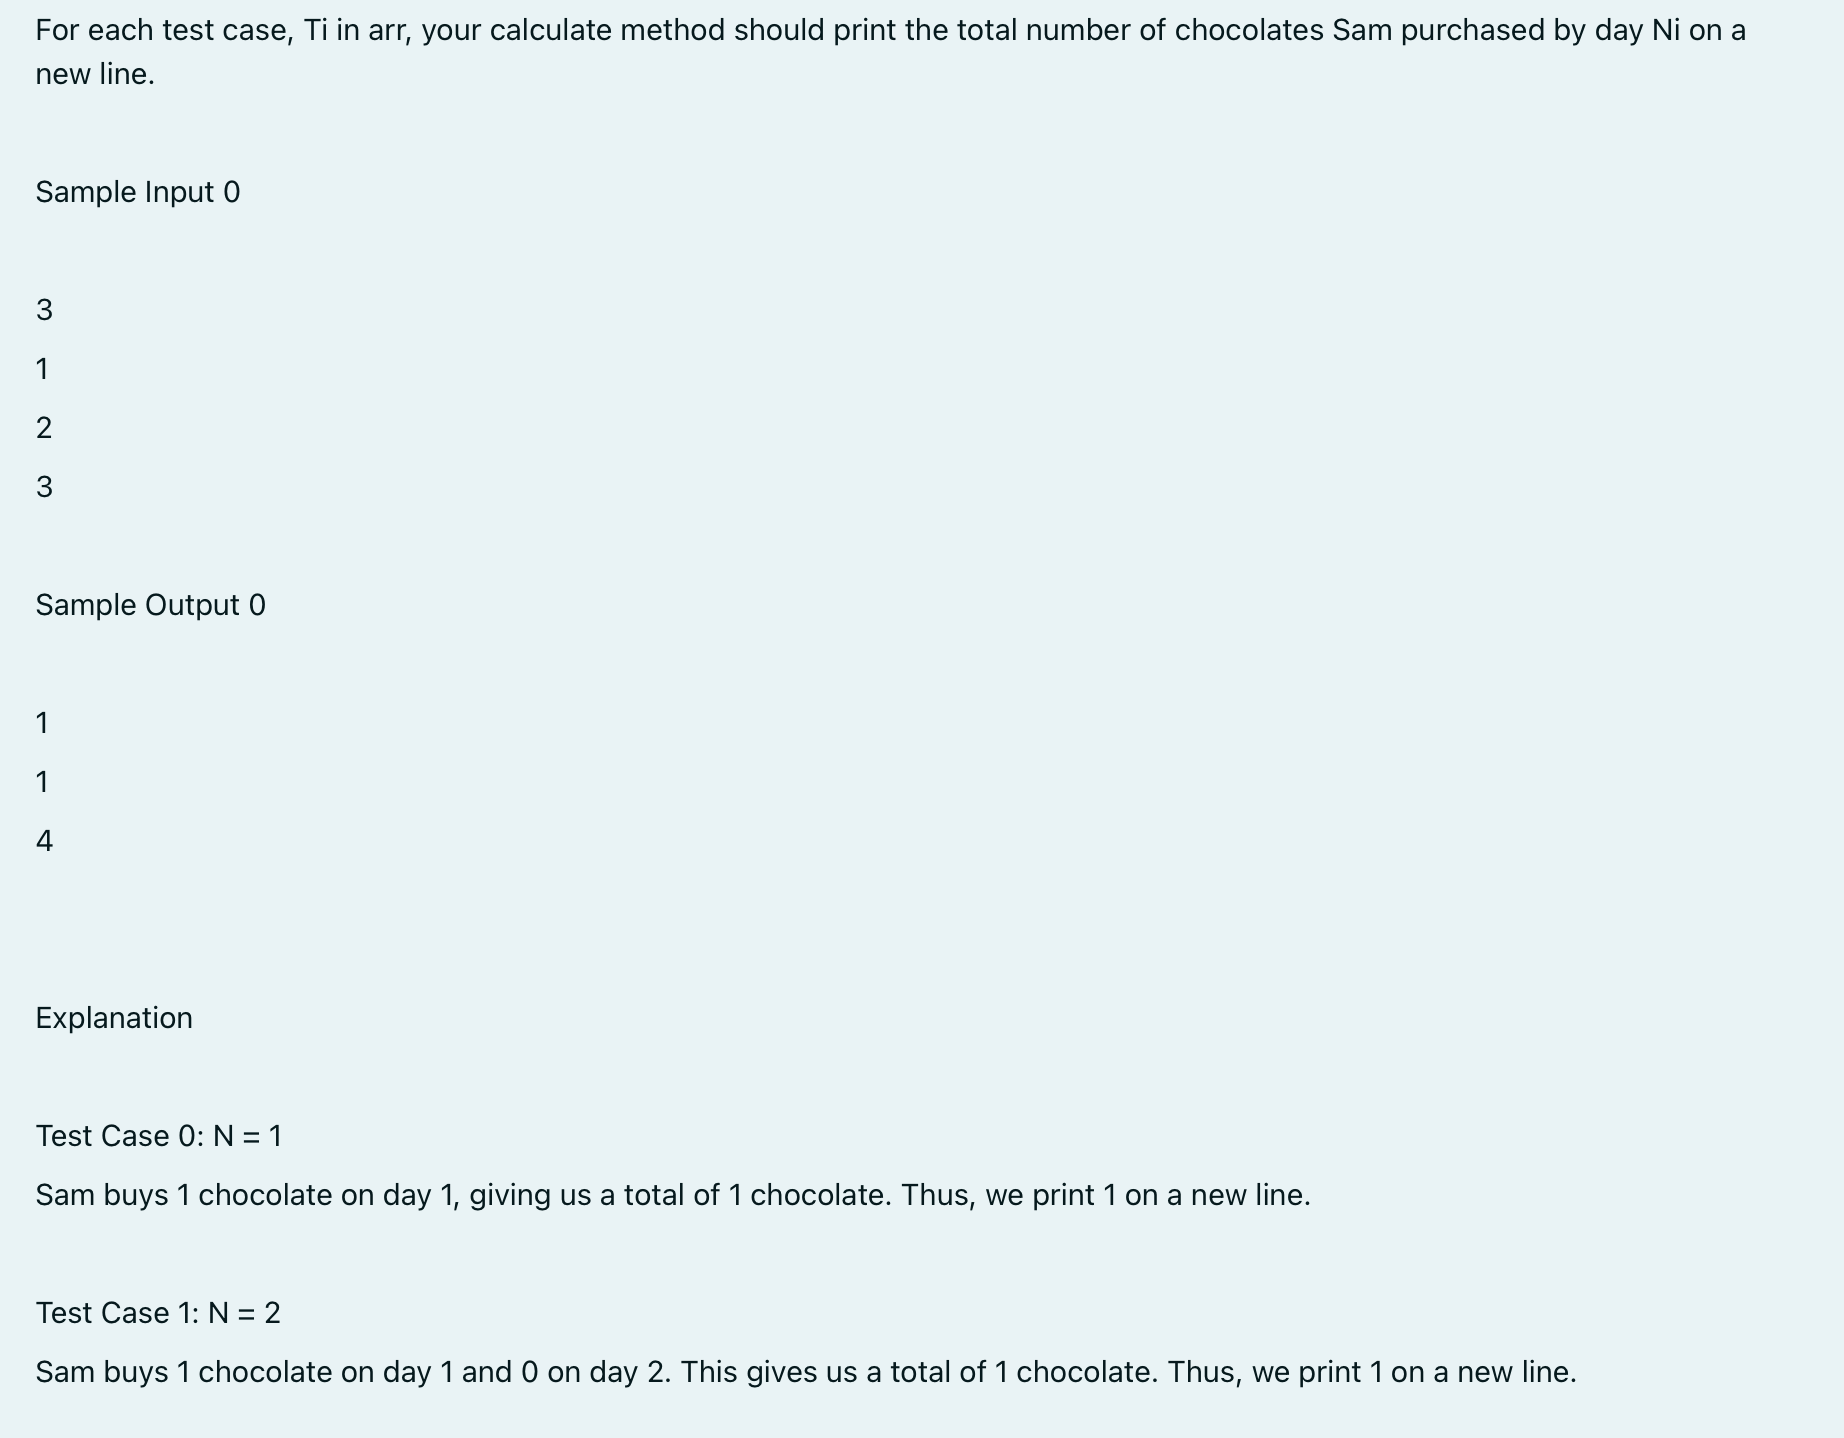 For each test case, Ti in arr, your calculate method should print the total number of chocolates Sam purchased by day Ni on a
new line.
Sample Input 0
3
1
2
3
Sample Output 0
1
1
4
Explanation
Test Case 0: N = 1
Sam buys 1 chocolate on day 1, giving us a total of 1 chocolate. Thus, we print 1 on a new line.
Test Case 1: N = 2
Sam buys 1 chocolate on day 1 and 0 on day 2. This gives us a total of 1 chocolate. Thus, we print 1 on a new line.